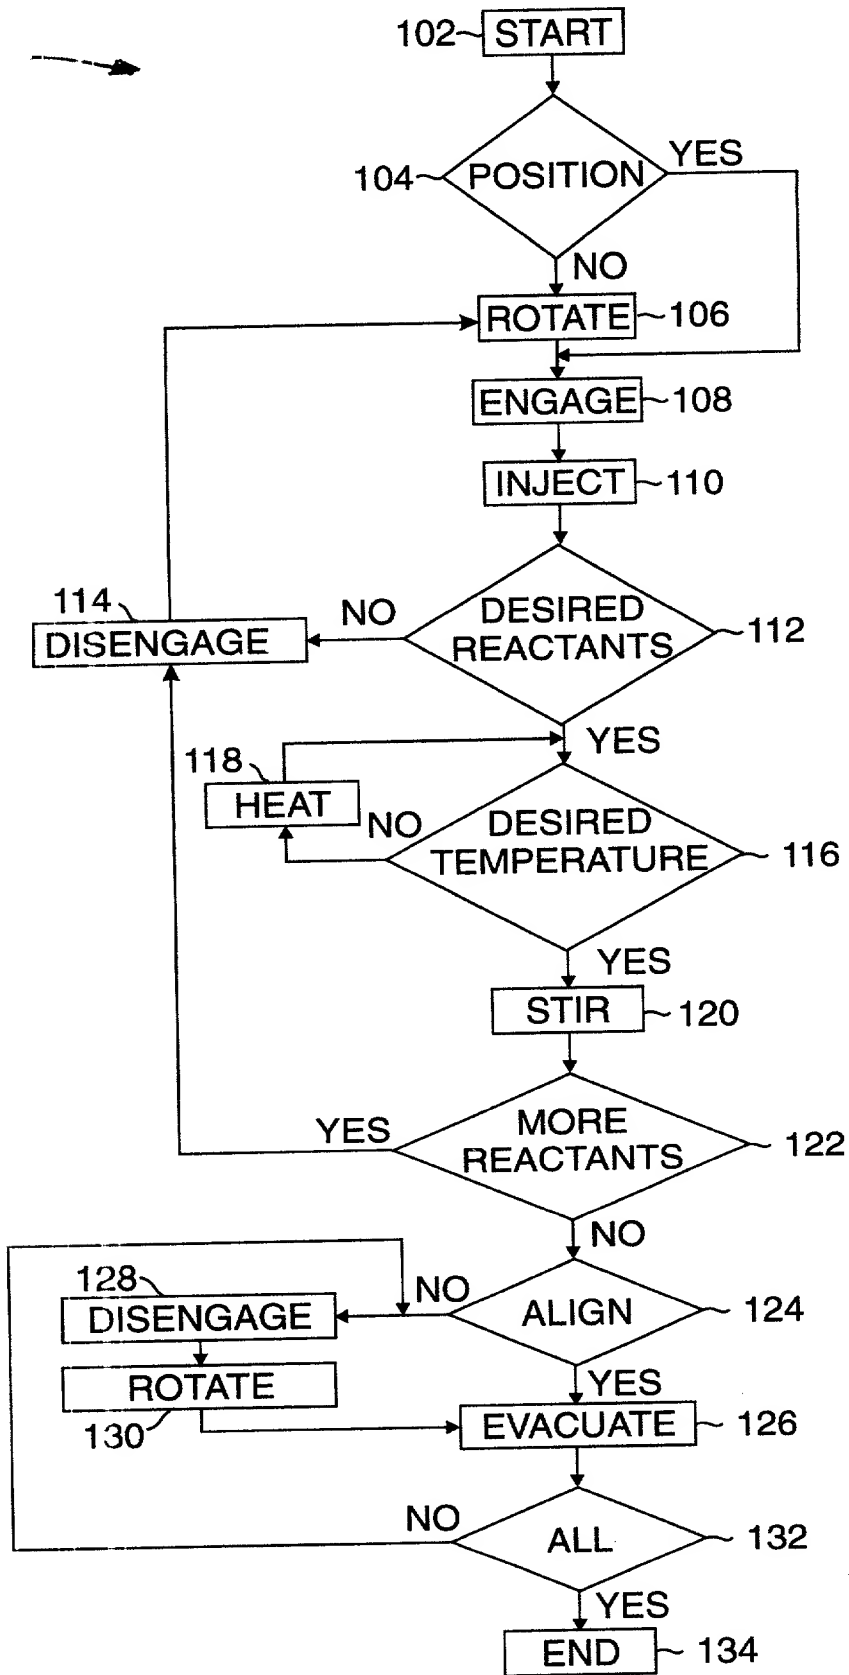 102 START
104 POSITION YES
NO
ROTATE 106
ENGAGE 108
INJECT 110
114
DISENGAGE
NO
DESIRED
REACTANTS
112
YES
118
HEAT
NO
DESIRED
TEMPERATURE
116
YES
STIR 120
YES
MORE
REACTANTS
122
NO
128
DISENGAGE
NO
ALIGN 124
ROTATE
130
YES
EVACUATE 126
NO
ALL 132
YES
END 134